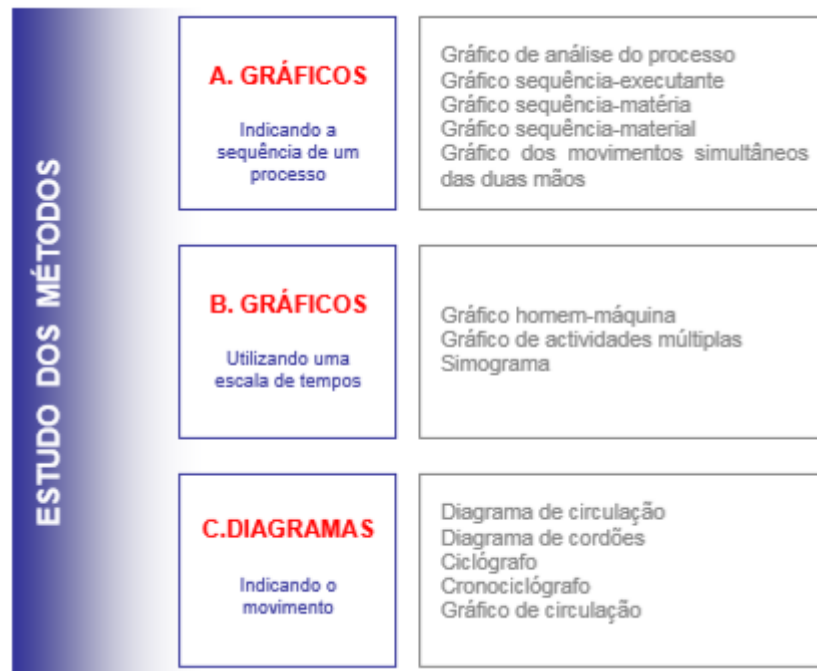 ESTUDO DOS MÉTODOS
A. GRÁFICOS
Indicando a
sequência de um
processo
Gráfico de análise do processo
Gráfico sequência-executante
Gráfico sequência-matéria
Gráfico sequência-material
Gráfico dos movimentos simultâneos
das duas mãos
B. GRÁFICOS
Utilizando uma
escala de tempos
Gráfico homem-máquina
Gráfico de actividades múltiplas
Simograma
C.DIAGRAMAS
Indicando o
movimento
Diagrama de circulação
Diagrama de cordões
Ciclógrafo
Cronociclógrafo
Gráfico de circulação